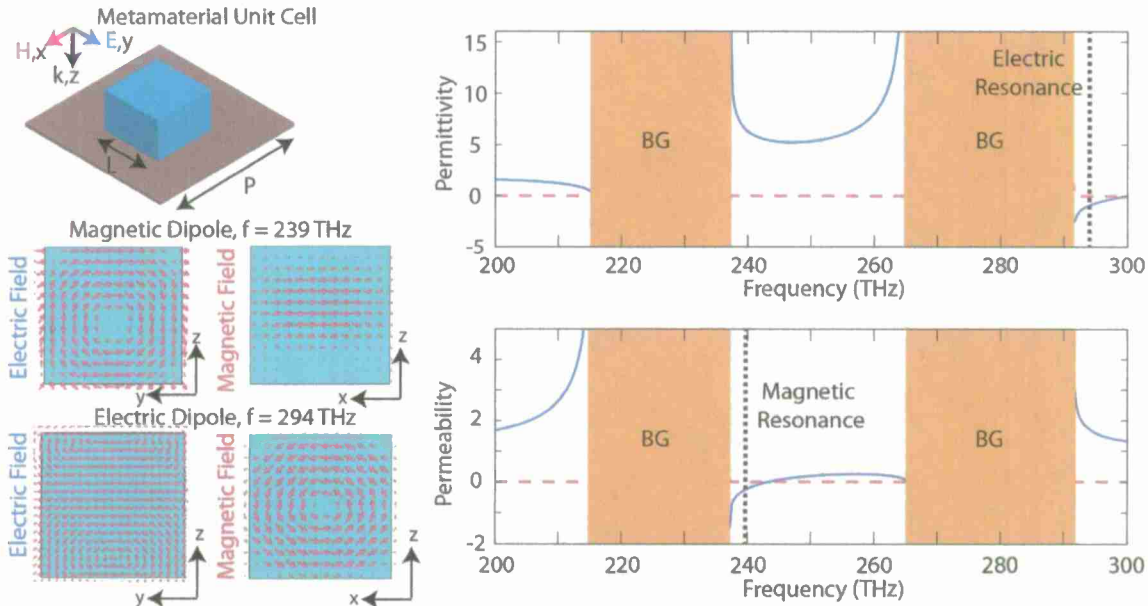 Metamaterial Unit Cell
H,x
E,y
k,z
L
P
Magnetic Dipole, f = 239 THz
Electric Field
y
z
Magnetic Field
x
z
Electric Dipole, f = 294 THz
Electric Field
y
z
Magnetic Field
x
z
Permittivity
15
10
5
0
-5
BG
BG
Electric
Resonance
200
220
240
260
280
300
Frequency (THz)
Permeability
4
2
0
-2
BG
Magnetic
Resonance
BG
200
220
240
260
280
300
Frequency (THz)